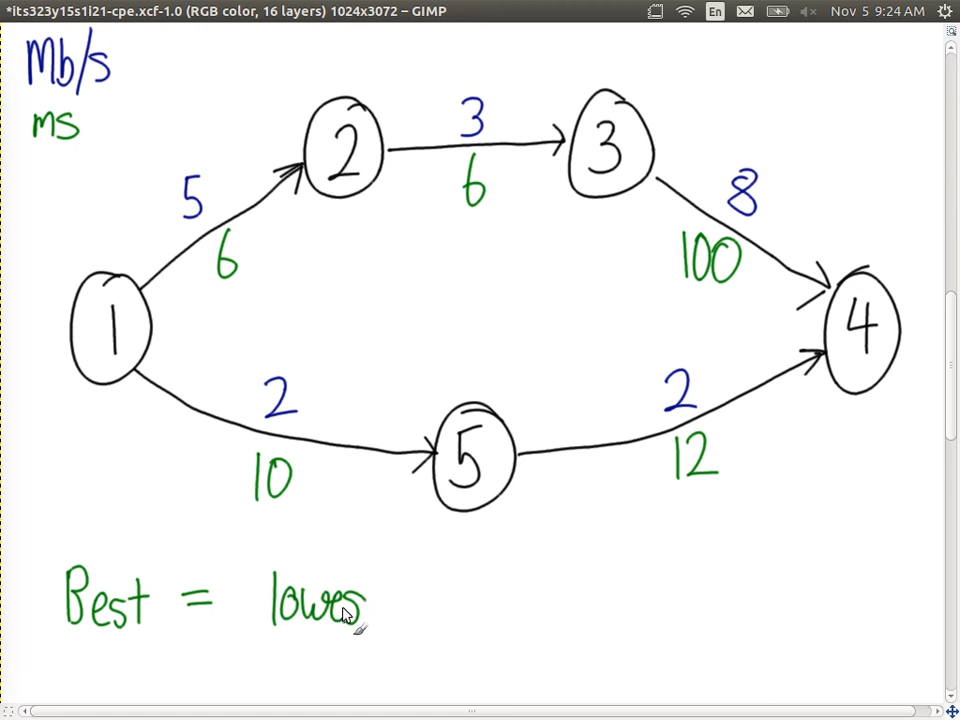 *its323y15s1i21-cpe.xcf-1.0 (RGB color, 16 layers) 1024x3072 – GIMP
En
Nov 5 9:24 AM
Mb/s
ms
3
2
3
6
5
8
6
100
1
4
2
2
5
10
12
Best = lowes